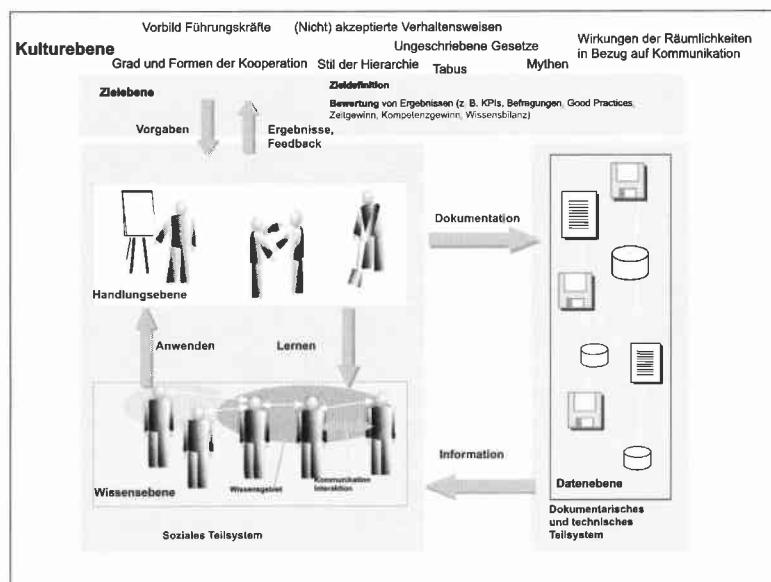 Vorbild Führungskräfte
(Nicht) akzeptierte Verhaltensweisen
Kulturebene
Ungeschriebene Gesetze
Wirkungen der Räumlichkeiten
in Bezug auf Kommunikation
Grad und Formen der Kooperation
Stil der Hierarchie
Tabus
Mythen
Zielebene
Zieldefinition
Bewertung von Ergebnissen (z. B. KPIs, Befragungen, Good Practices,
Zeitgewinn, Kompetenzgewinn, Wissensbilanz)
Vorgaben
Ergebnisse,
Feedback
Dokumentation
Handlungsebene
Anwenden
Lernen
Wissensgebiet
Kommunikation
Interaktion
Wissensebene
Information
Datenebene
Dokumentarisches
und technisches
Teilsystem
Soziales Teilsystem